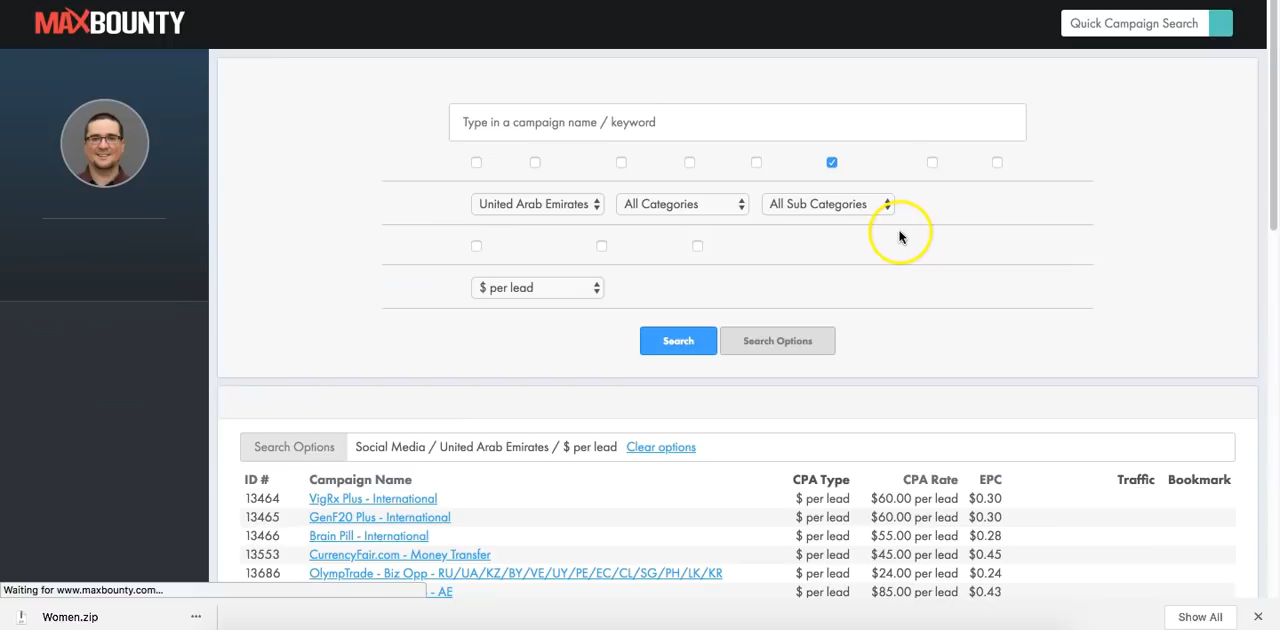 MAXBOUNTY
Quick Campaign Search
Type in a campaign name / keyword
United Arab Emirates All Categories All Sub Categories
$ per lead
Search Search Options
Search Options Social Media / United Arab Emirates / $ per lead Clear options
ID # Campaign Name CPA Type CPA Rate EPC Traffic Bookmark
13464 VigRx Plus - International $ per lead $60.00 per lead $0.30
13465 GenF20 Plus - International $ per lead $60.00 per lead $0.30
13466 Brain Pill - International $ per lead $55.00 per lead $0.28
13553 CurrencyFair.com - Money Transfer $ per lead $45.00 per lead $0.45
13686 OlympTrade - Biz Opp - RU/UA/KZ/BY/VE/UY/PE/EC/CL/SG/PH/LK/KR $ per lead $24.00 per lead $0.24
- AE $ per lead $85.00 per lead $0.43
Waiting for www.maxbounty.com...
Women.zip
Show All